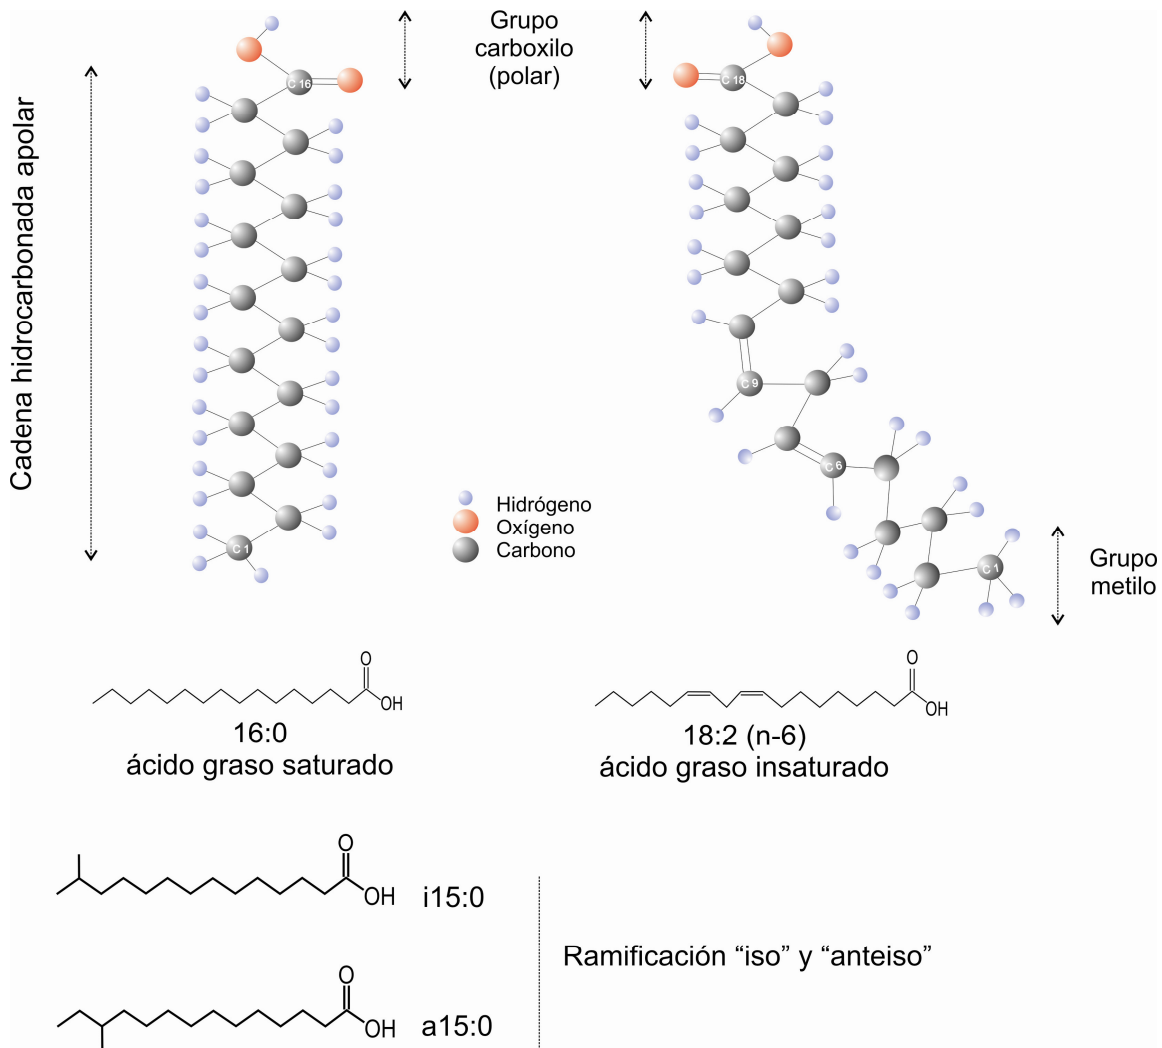 Grupo
carboxilo
(polar)
Cadena hidrocarbonada apolar
C 16
C 18
C 9
C 6
C 1
C 1
Hidrógeno
Oxígeno
Carbono
Grupo
metilo
O
OH
16:0
ácido graso saturado
O
OH
18:2 (n-6)
ácido graso insaturado
O
OH
i15:0
O
OH
a15:0
Ramificación “iso” y “anteiso”